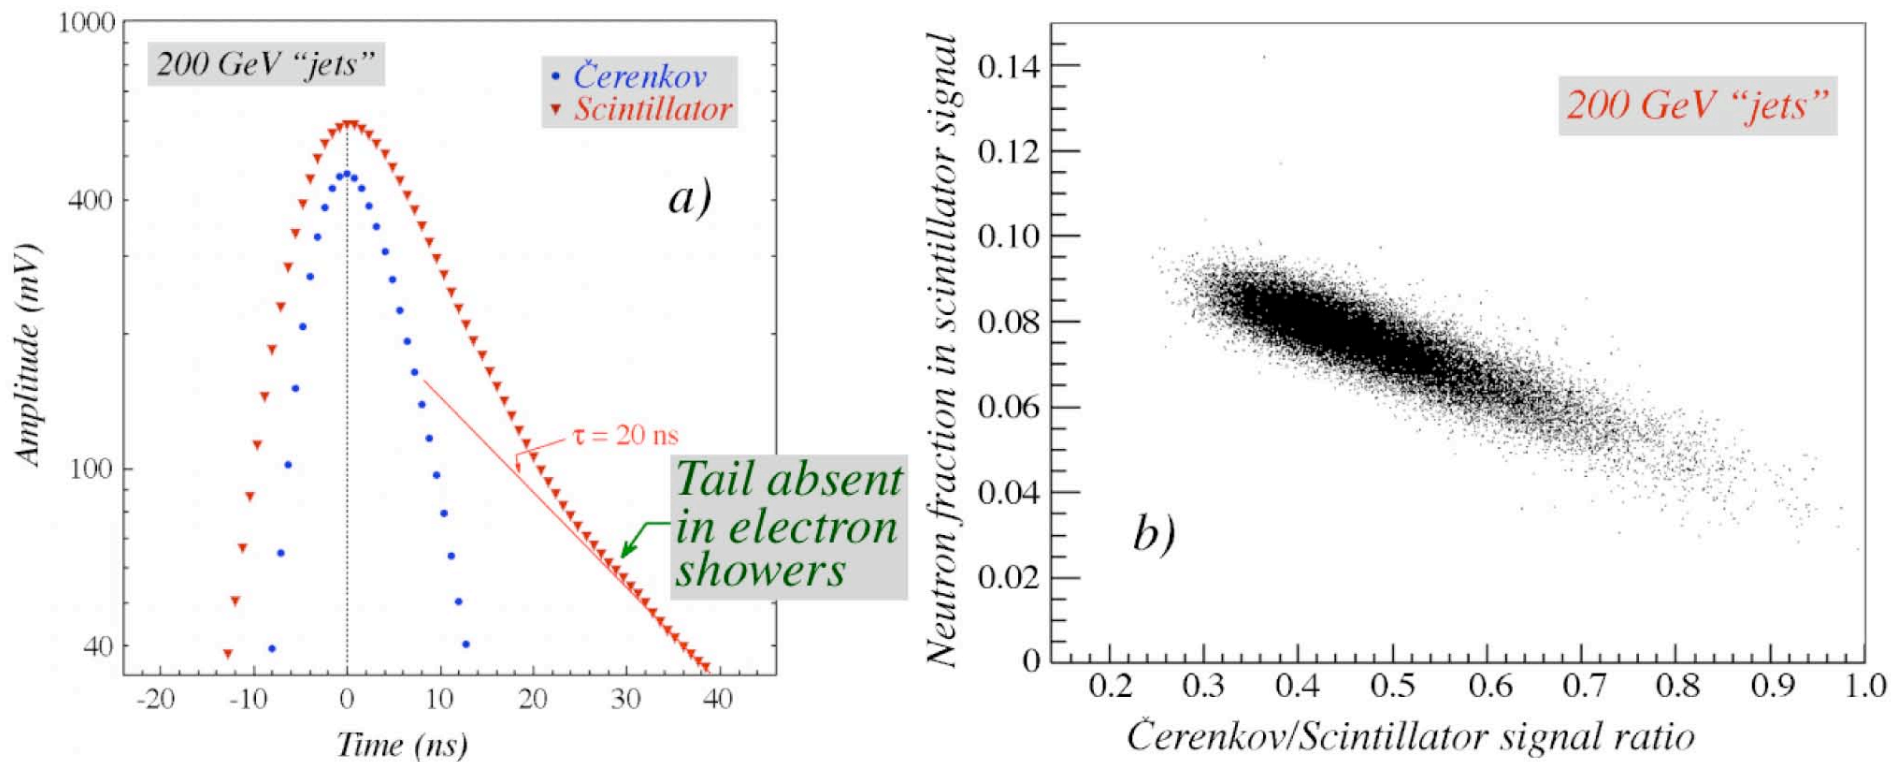 200 GeV “jets”
Čerenkov
Scintillator
a)
τ = 20 ns
Tail absent
in electron
showers
1000
400
100
40
Amplitude (mV)
-20 -10 0 10 20 30 40
Time (ns)
200 GeV “jets”
b)
0.14
0.12
0.10
0.08
0.06
0.04
0.02
0
Neutron fraction in scintillator signal
0.2 0.3 0.4 0.5 0.6 0.7 0.8 0.9 1.0
Čerenkov/Scintillator signal ratio